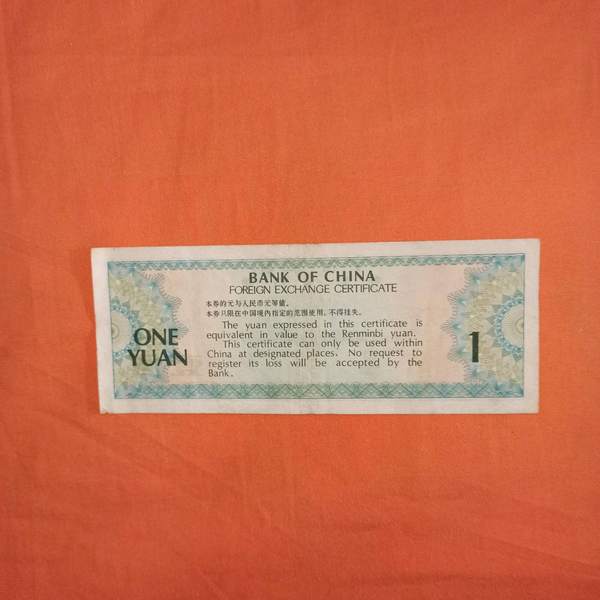 BANK OF CHINA
FOREIGN EXCHANGE CERTIFICATE
本券的元与人民币元等值。
本券只限在中国境内指定的范围使用，不得挂失。
The yuan expressed in this certificate is
equivalent in value to the Renminbi yuan.
This certificate can only be used within
China at designated places. No request to
register its loss will be accepted by the
Bank.
ONE
YUAN
1